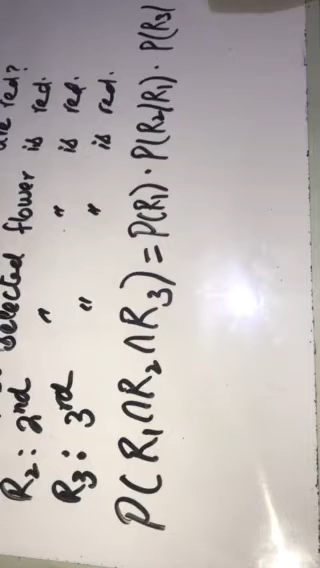 are red?
selected flower is red.
R₂: 2nd " " is red.
R₃: 3rd " " is red.
P(R₁∩R₂∩R₃) = P(R₁) · P(R₂/R₁) · P(R₃/